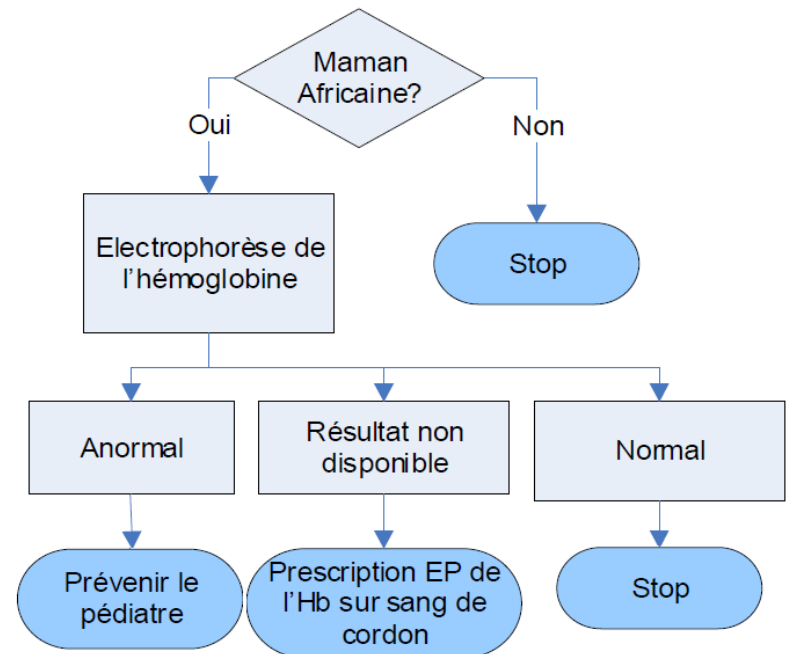 Maman
Africaine?
Oui
Non
Electrophorèse de
l'hémoglobine
Stop
Anormal
Résultat non
disponible
Normal
Prévenir le
pédiatre
Prescription EP de
l'Hb sur sang de
cordon
Stop